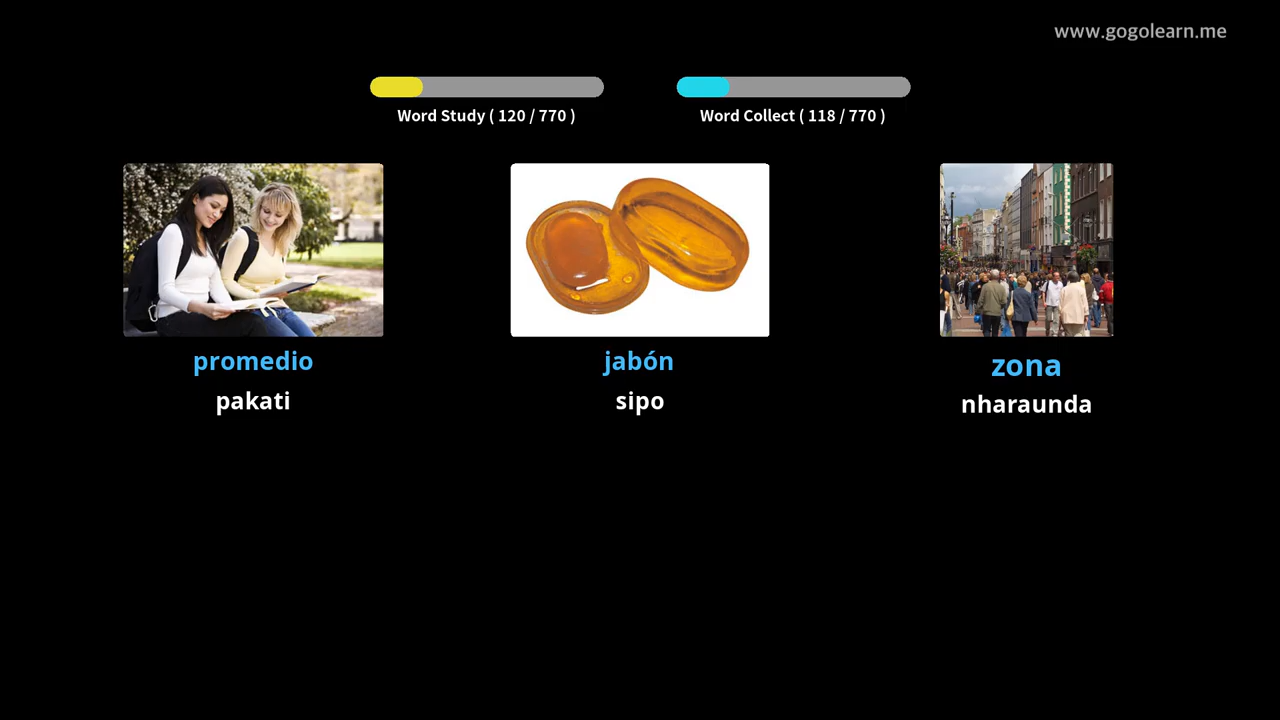 www.gogolearn.me
Word Study ( 120 / 770 )
Word Collect ( 118 / 770 )
promedio
pakati
jabón
sipo
zona
nharaunda